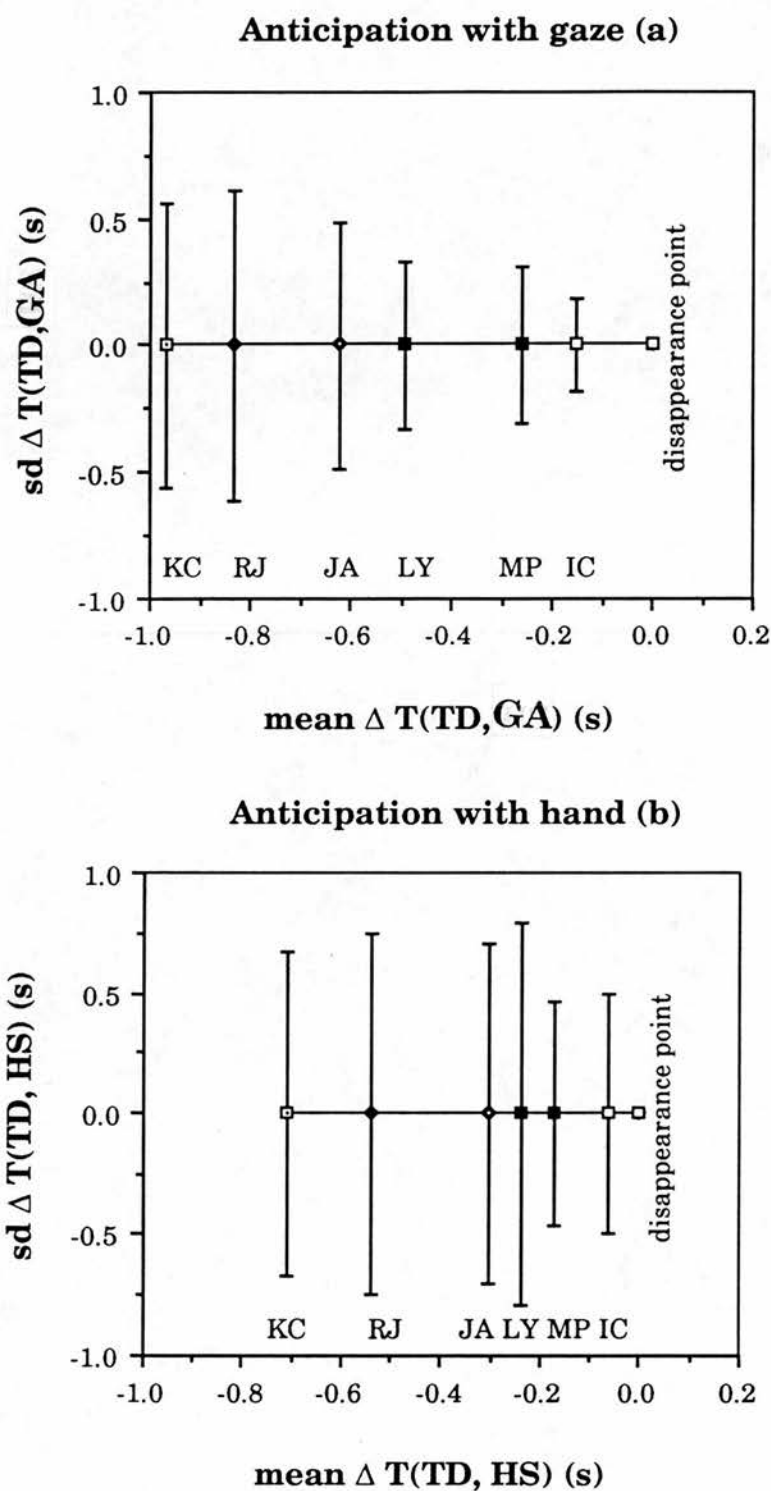 Anticipation with gaze (a)
1.0
0.5
0.0
-0.5
-1.0
sd Δ T(TD,GA) (s)
disappearance point
KC RJ JA LY MP IC
-1.0 -0.8 -0.6 -0.4 -0.2 0.0 0.2
mean Δ T(TD,GA) (s)
Anticipation with hand (b)
1.0
0.5
0.0
-0.5
-1.0
sd Δ T(TD, HS) (s)
disappearance point
KC RJ JA LY MP IC
-1.0 -0.8 -0.6 -0.4 -0.2 0.0 0.2
mean Δ T(TD, HS) (s)